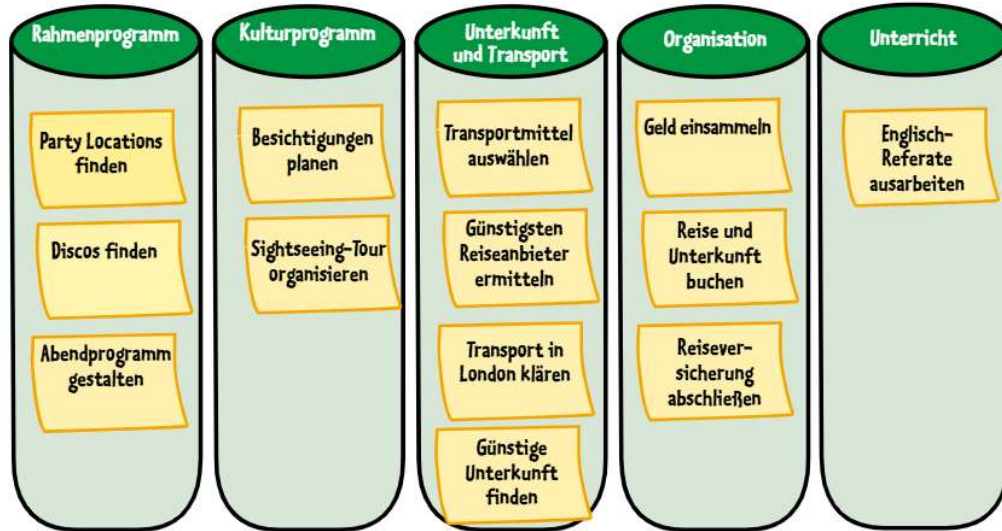 Rahmenprogramm
Party Locations
finden
Discos finden
Abendprogramm
gestalten
Kulturprogramm
Besichtigungen
planen
Sightseeing-Tour
organisieren
Unterkunft
und Transport
Transportmittel
auswählen
Günstigsten
Reiseanbieter
ermitteln
Transport in
London klären
Günstige
Unterkunft
finden
Organisation
Geld einsammeln
Reise und
Unterkunft
buchen
Reisever-
sicherung
abschließen
Unterricht
Englisch-
Referate
ausarbeiten